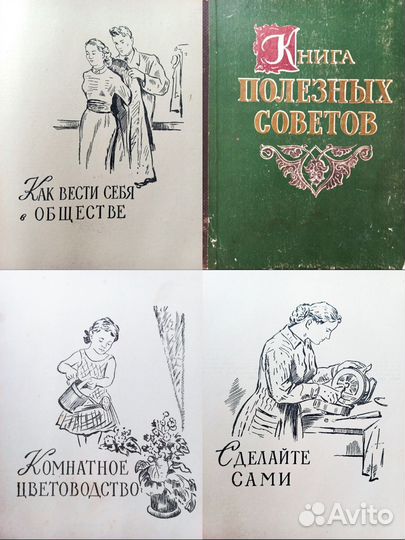 Как вести себя
в обществе
Книга
полезных
советов
Комнатное
цветоводство
Сделайте
сами
Avito